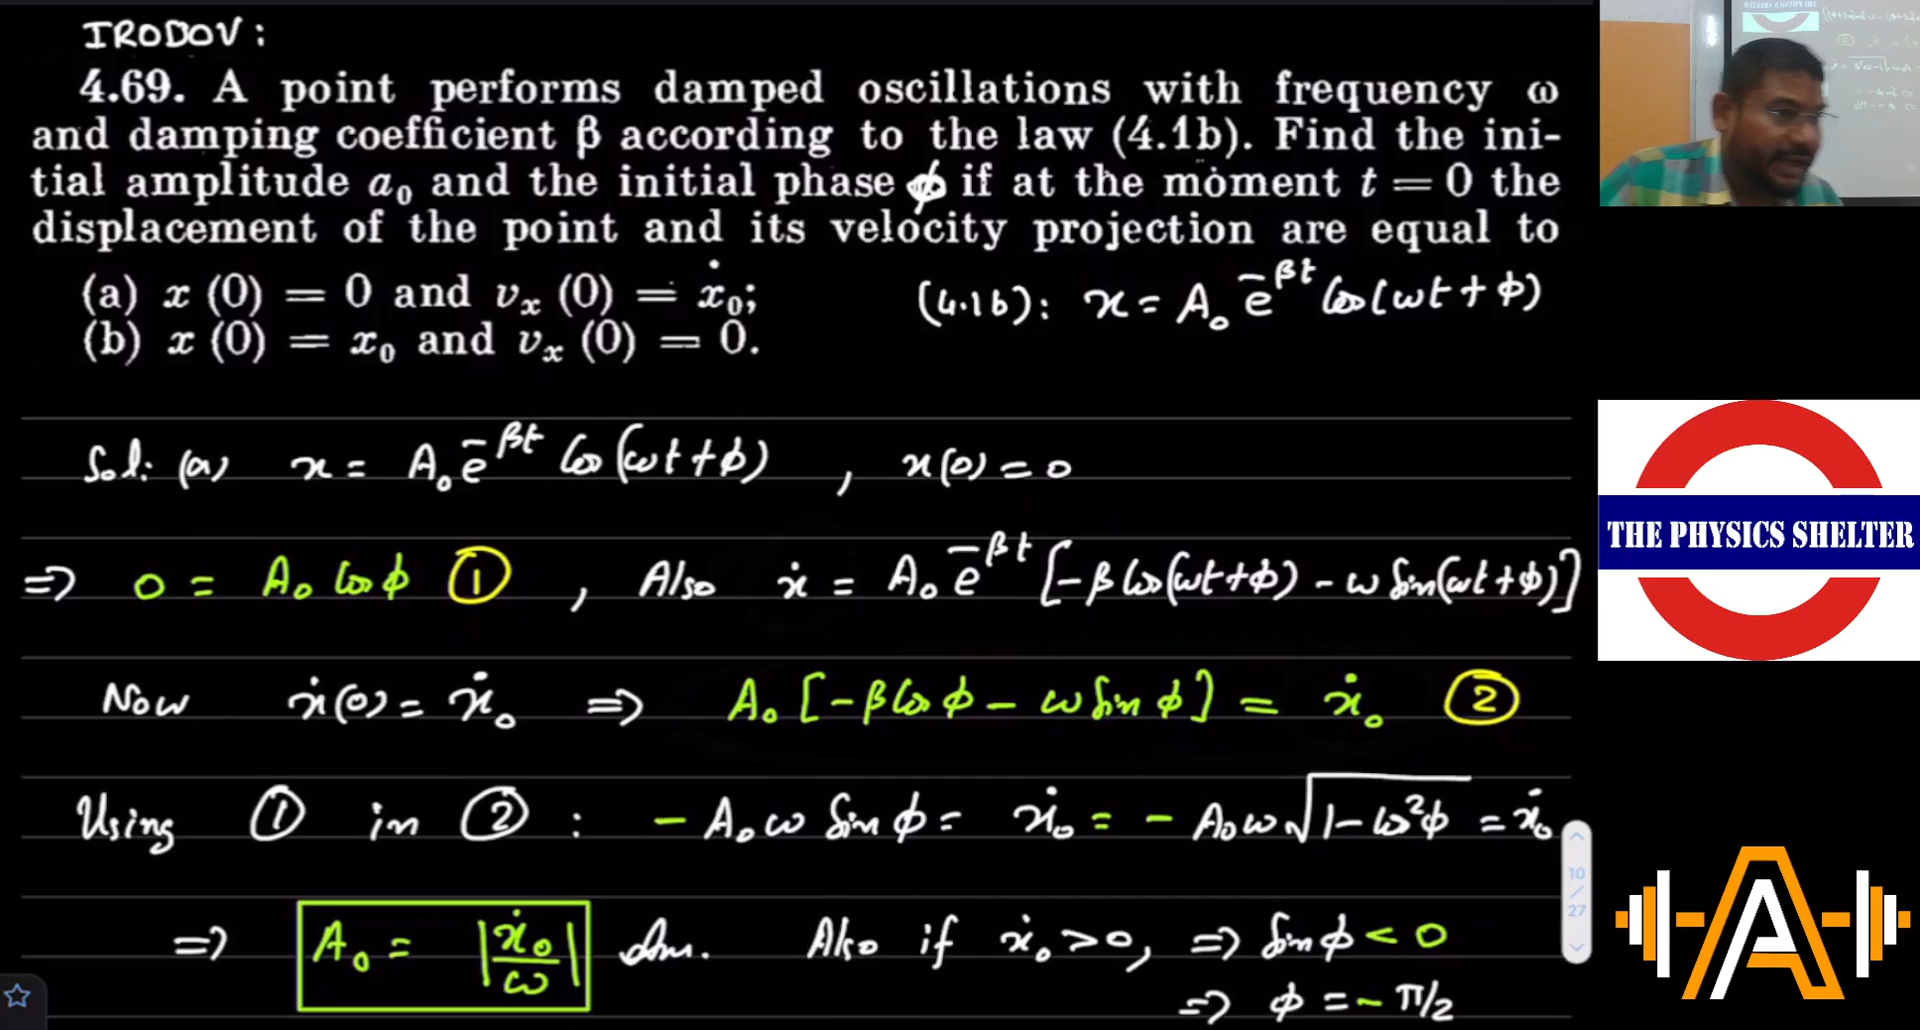 IRODOV:
4.69. A point performs damped oscillations with frequency ω
and damping coefficient β according to the law (4.1b). Find the ini-
tial amplitude a₀ and the initial phase ϕ if at the moment t = 0 the
displacement of the point and its velocity projection are equal to
(a) x (0) = 0 and vₓ (0) = ẋ₀;
(b) x (0) = x₀ and vₓ (0) = 0.
(4.1b): x = A₀ e^-βt Cos(ωt + ϕ)
Sol: (a) x = A₀ e^-βt Cos(ωt+ϕ) , x(0) = 0
=> 0 = A₀ Cos ϕ ① , Also ẋ = A₀ e^-βt [-β Cos(ωt+ϕ) - ω Sin(ωt+ϕ)]
Now ẋ(0) = ẋ₀ => A₀ [-β Cos ϕ - ω Sin ϕ] = ẋ₀ ②
Using ① in ② : - A₀ω Sin ϕ = ẋ₀ = - A₀ω √(1-Cos²ϕ) = ẋ₀
=> A₀ = |ẋ₀/ω| Ans. Also if ẋ₀ > 0, => Sin ϕ < 0
=> ϕ = - π/2
THE PHYSICS SHELTER
10
/
27